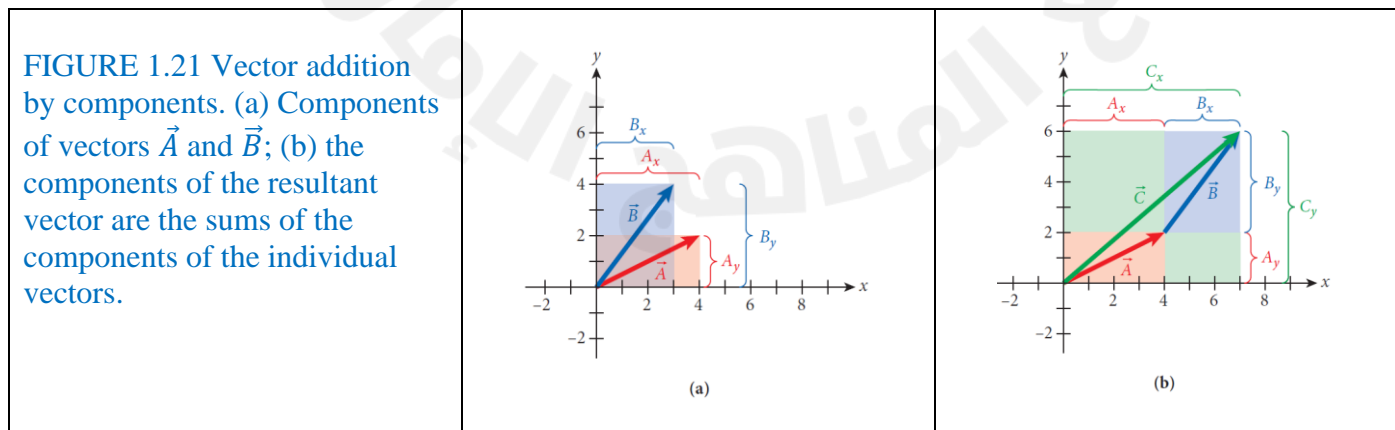 FIGURE 1.21 Vector addition
by components. (a) Components
of vectors A⃗ and B⃗; (b) the
components of the resultant
vector are the sums of the
components of the individual
vectors.
y
6
4
2
−2
−2
2
4
6
8
x
B_x
A_x
B⃗
A⃗
A_y
B_y
(a)
y
6
4
2
−2
−2
2
4
6
8
x
C_x
A_x
B_x
C⃗
B⃗
A⃗
B_y
A_y
C_y
(b)
المناهج